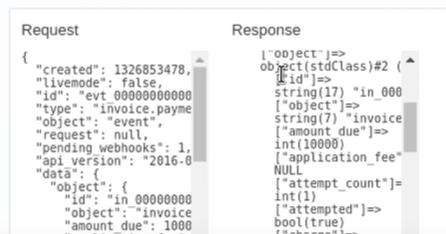 Request
{
"created": 1326853478,
"livemode": false,
"id": "evt_00000000000
"type": "invoice.payme
"object": "event",
"request": null,
"pending_webhooks": 1,
"api_version": "2016-0
"data": {
"object": {
"id": "in_00000000
"object": "invoice
"amount_due": 1000
Response
["object"]=>
object(stdClass)#2 (
["id"]=>
string(17) "in_000
["object"]=>
string(7) "invoice
["amount_due"]=>
int(10000)
["application_fee"
NULL
["attempt_count"]=
int(1)
["attempted"]=>
bool(true)